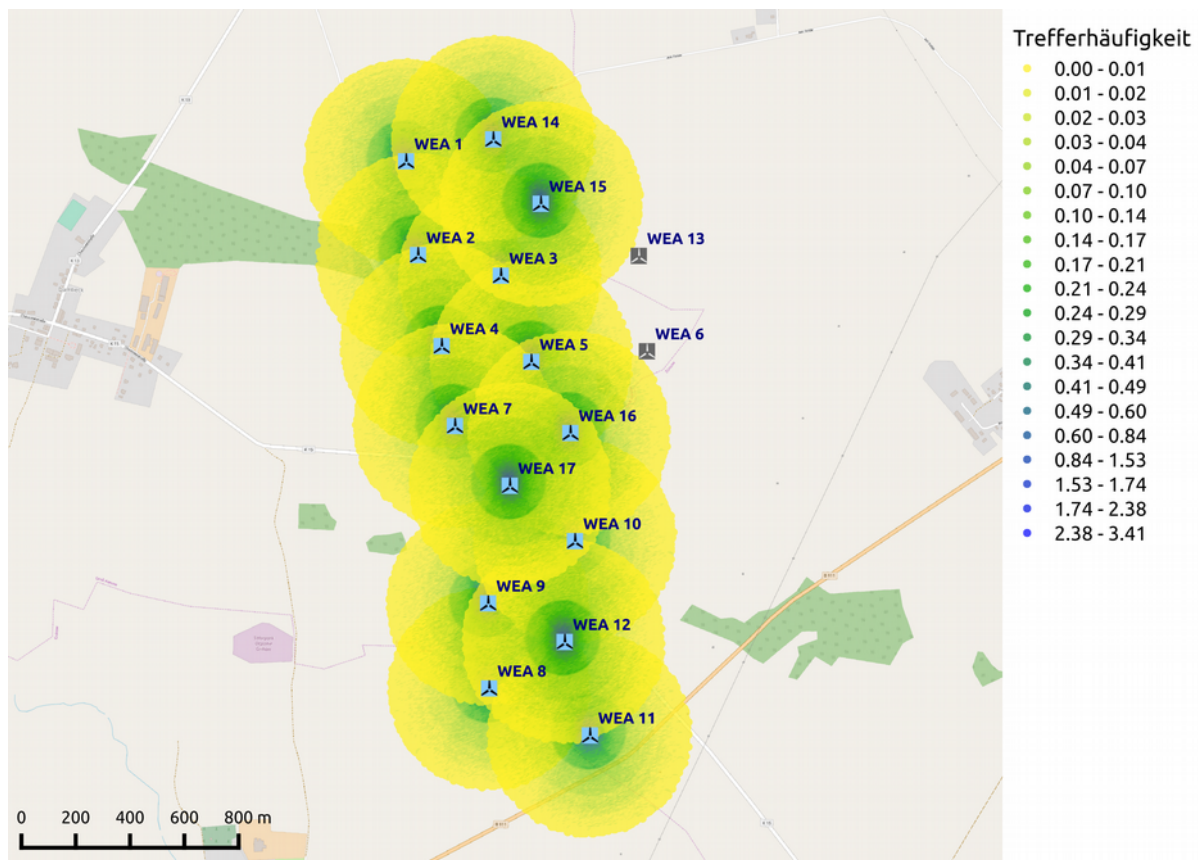 Trefferhäufigkeit
0.00 - 0.01
0.01 - 0.02
0.02 - 0.03
0.03 - 0.04
0.04 - 0.07
0.07 - 0.10
0.10 - 0.14
0.14 - 0.17
0.17 - 0.21
0.21 - 0.24
0.24 - 0.29
0.29 - 0.34
0.34 - 0.41
0.41 - 0.49
0.49 - 0.60
0.60 - 0.84
0.84 - 1.53
1.53 - 1.74
1.74 - 2.38
2.38 - 3.41
WEA 14
WEA 1
WEA 15
WEA 2
WEA 13
WEA 3
WEA 4
WEA 6
WEA 5
WEA 7
WEA 16
WEA 17
WEA 10
WEA 9
WEA 12
WEA 8
WEA 11
0 200 400 600 800 m